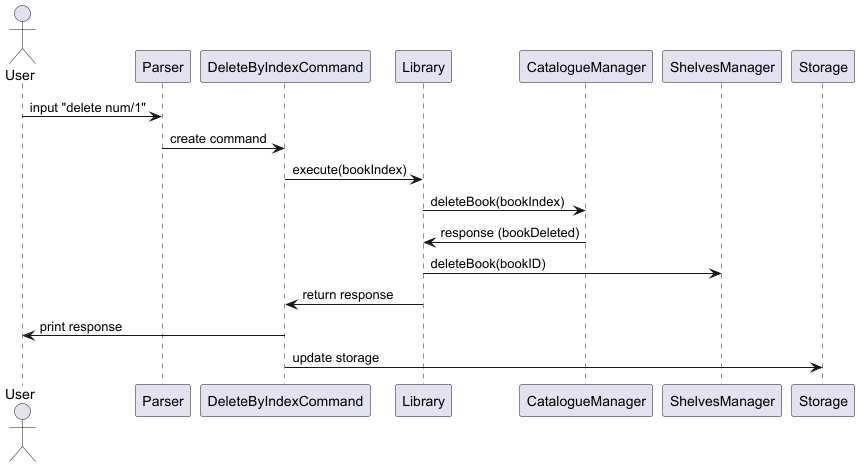 User
Parser
DeleteByIndexCommand
Library
CatalogueManager
ShelvesManager
Storage
input "delete num/1"
create command
execute(bookIndex)
deleteBook(bookIndex)
response (bookDeleted)
deleteBook(bookID)
return response
print response
update storage
User
Parser
DeleteByIndexCommand
Library
CatalogueManager
ShelvesManager
Storage